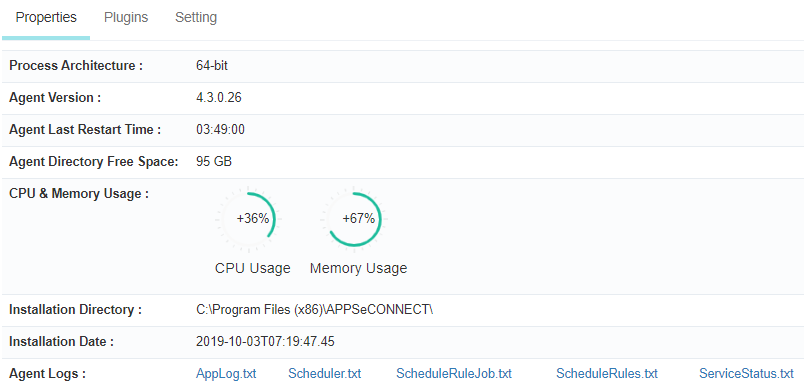 Properties Plugins Setting
Process Architecture : 64-bit
Agent Version : 4.3.0.26
Agent Last Restart Time : 03:49:00
Agent Directory Free Space: 95 GB
CPU & Memory Usage :
+36% +67%
CPU Usage Memory Usage
Installation Directory : C:\Program Files (x86)\APPSeCONNECT\
Installation Date : 2019-10-03T07:19:47.45
Agent Logs : AppLog.txt Scheduler.txt ScheduleRuleJob.txt ScheduleRules.txt ServiceStatus.txt